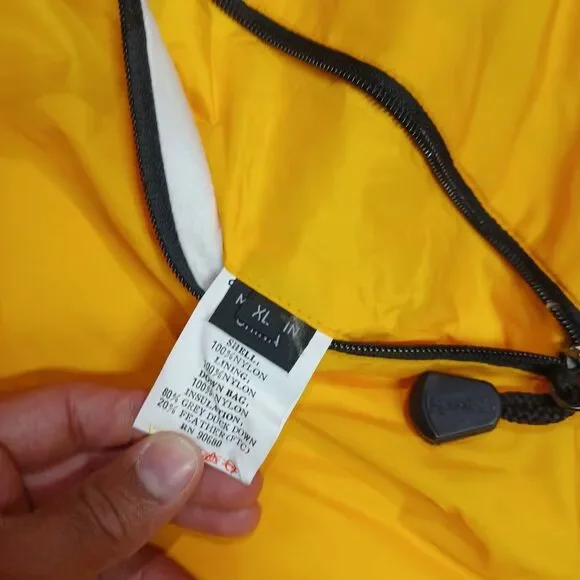 M XL IN
SHELL,
100%NYLON
LINING,
100%NYLON
DOWN BAG,
100%NYLON
INSULATION,
80% GREY DUCK DOWN
20% FEATHER(FTC)
RN 90680